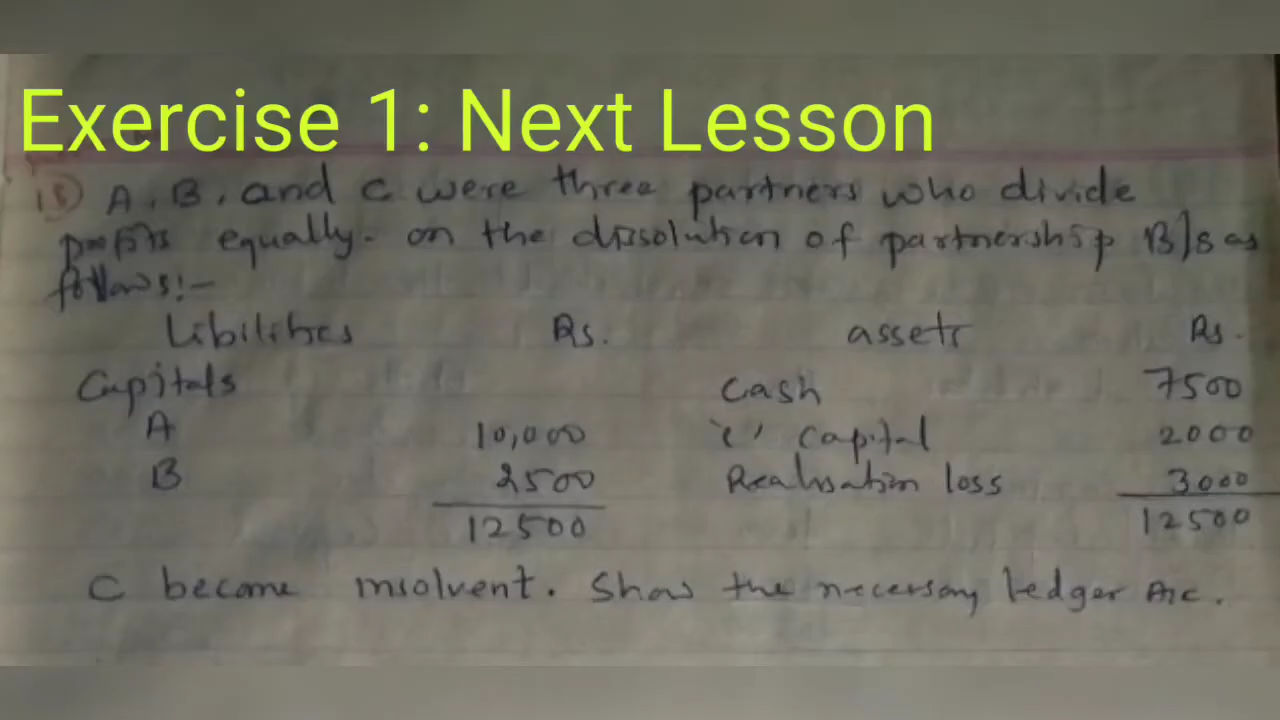 Exercise 1: Next Lesson
18) A, B, and C were three partners who divide
profits equally. on the dissolution of partnership B/S as
follows:-
Libilities Rs. assets Rs.
Capitals Cash 7500
A 10,000 'C' Capital 2000
B 2500 Realisation loss 3000
12500 12500
C become insolvent. Show the necessary ledger A/c.